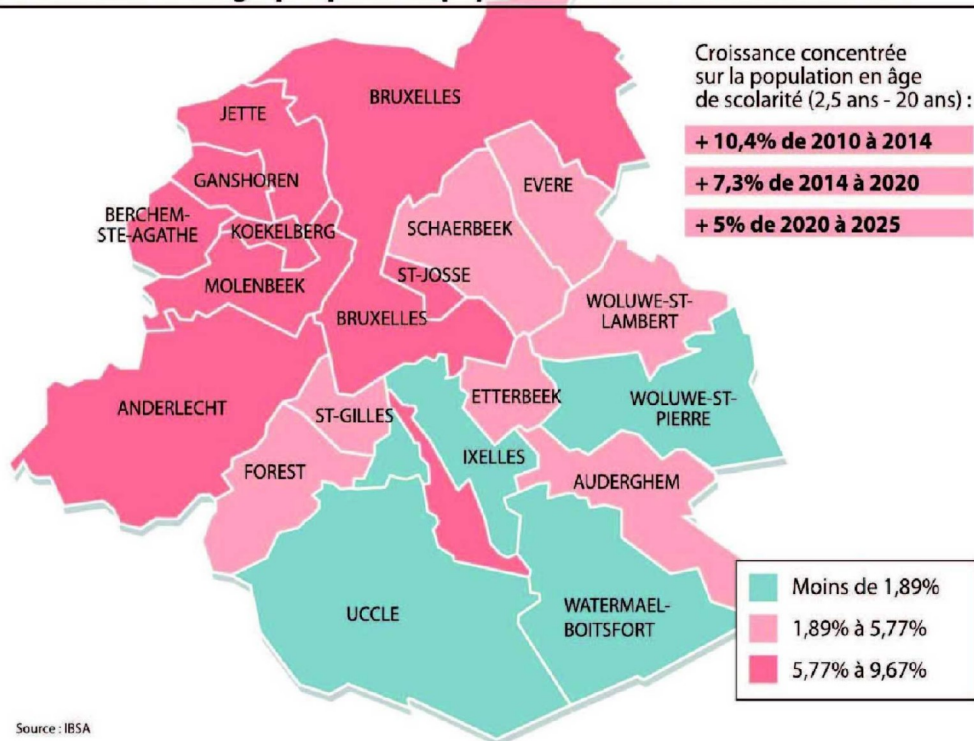 Croissance concentrée
sur la population en âge
de scolarité (2,5 ans - 20 ans) :
+ 10,4% de 2010 à 2014
+ 7,3% de 2014 à 2020
+ 5% de 2020 à 2025
BRUXELLES
JETTE
GANSHOREN
EVERE
BERCHEM-
STE-AGATHE
KOEKELBERG
SCHAERBEEK
ST-JOSSE
MOLENBEEK
WOLUWE-ST-
LAMBERT
BRUXELLES
ANDERLECHT
ST-GILLES
ETTERBEEK
WOLUWE-ST-
PIERRE
FOREST
IXELLES
AUDERGHEM
UCCLE
WATERMAEL-
BOITSFORT
Moins de 1,89%
1,89% à 5,77%
5,77% à 9,67%
Source : IBSA